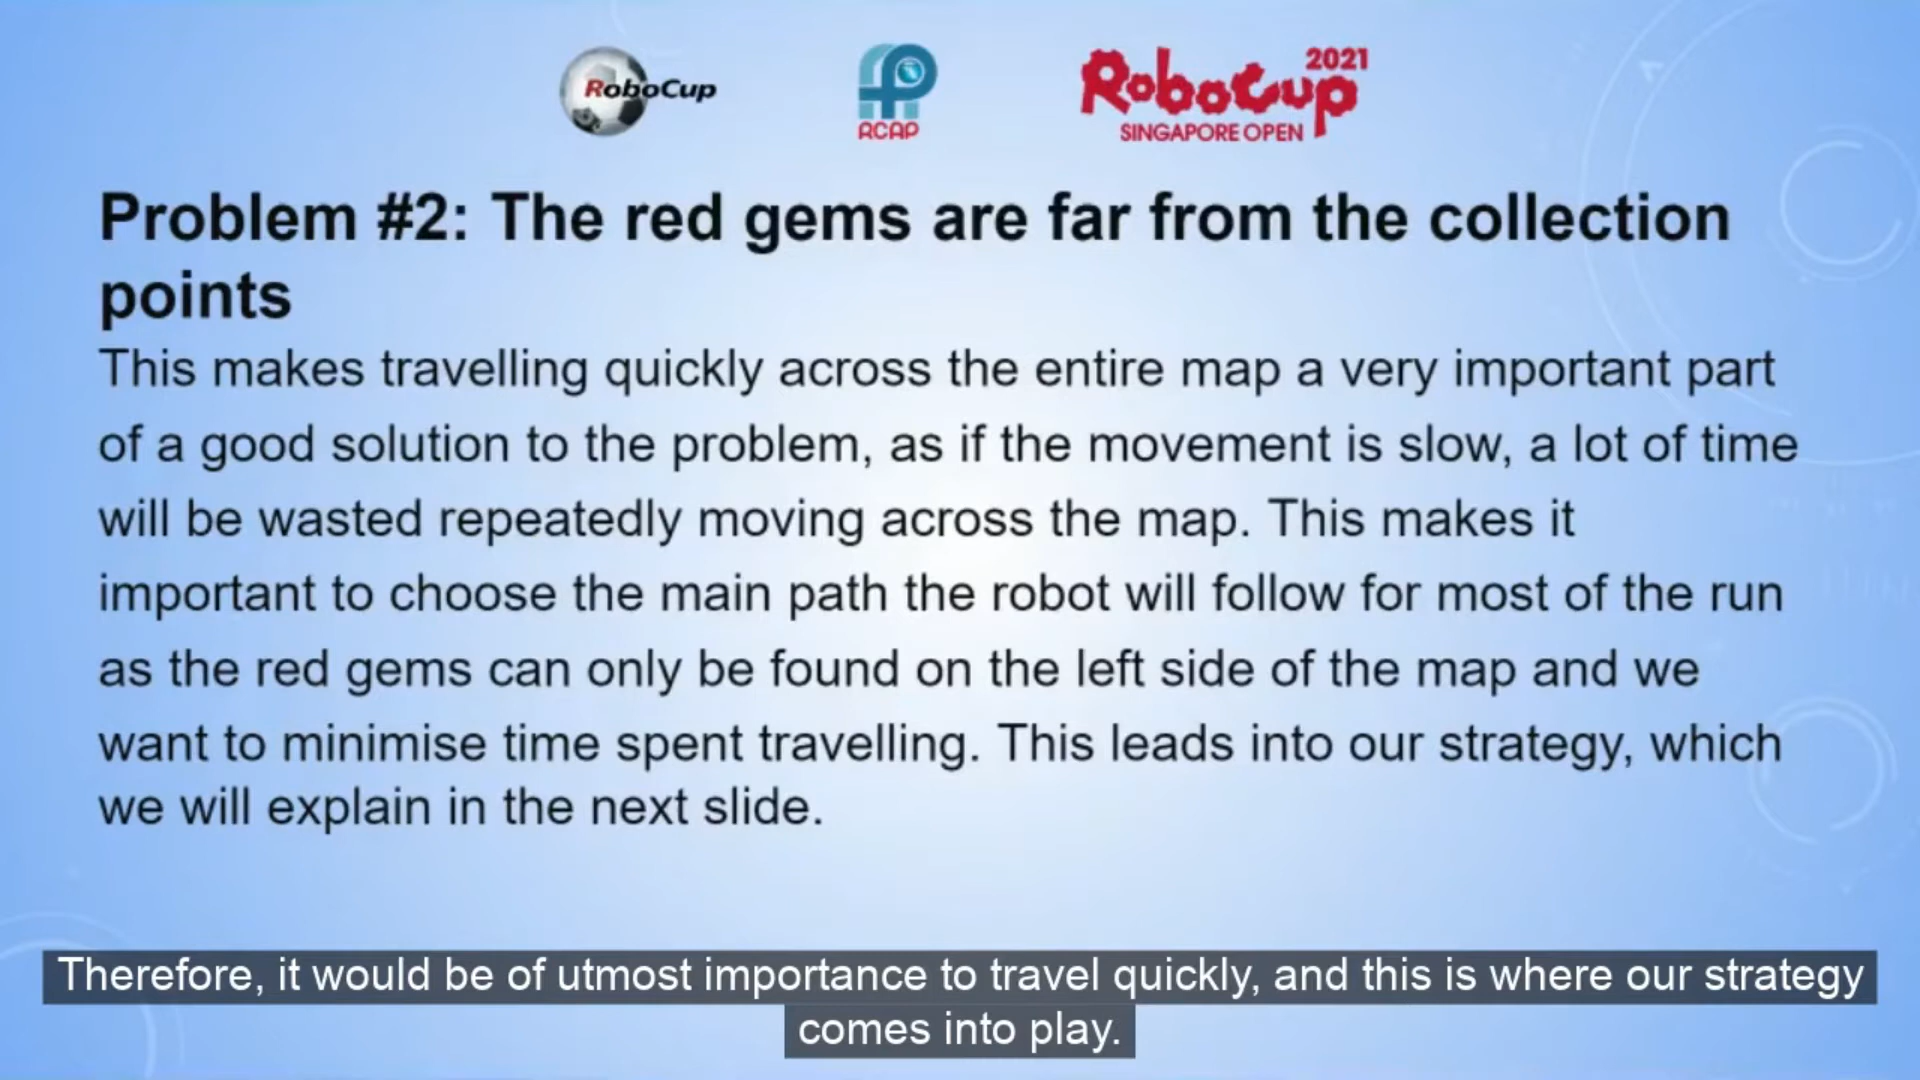 RoboCup
RCAP
2021
RoboCup
SINGAPORE OPEN
Problem #2: The red gems are far from the collection
points
This makes travelling quickly across the entire map a very important part
of a good solution to the problem, as if the movement is slow, a lot of time
will be wasted repeatedly moving across the map. This makes it
important to choose the main path the robot will follow for most of the run
as the red gems can only be found on the left side of the map and we
want to minimise time spent travelling. This leads into our strategy, which
we will explain in the next slide.
Therefore, it would be of utmost importance to travel quickly, and this is where our strategy
comes into play.